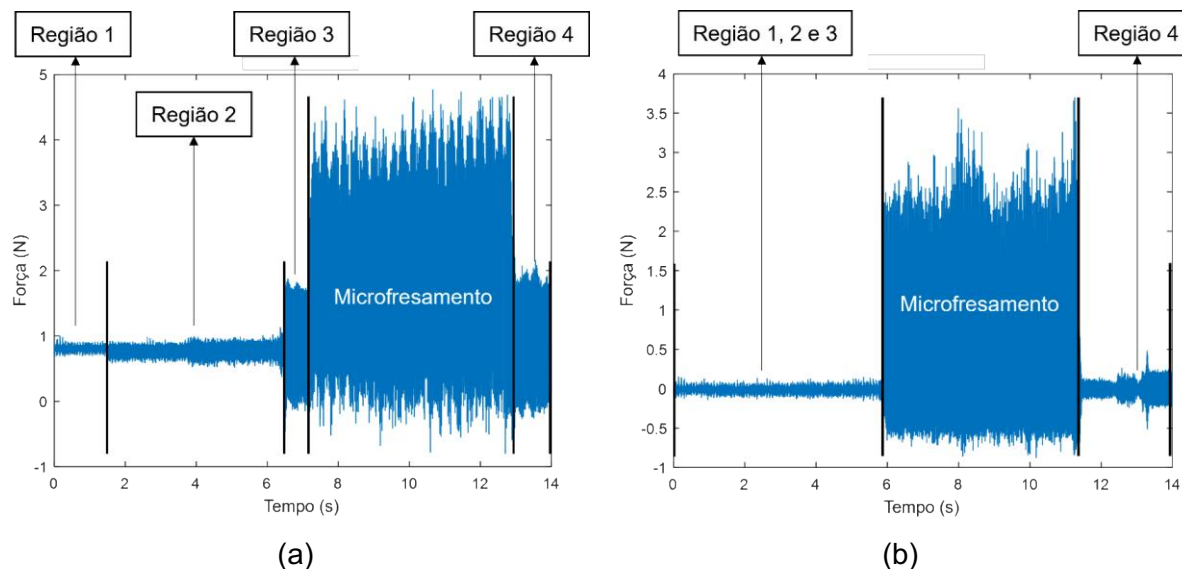 Região 1
Região 3
Região 4
Região 2
Força (N)
5
4
3
2
1
0
-1
Microfresamento
0 2 4 6 8 10 12 14
Tempo (s)
(a)
Região 1, 2 e 3
Região 4
Força (N)
4
3.5
3
2.5
2
1.5
1
0.5
0
-0.5
-1
Microfresamento
0 2 4 6 8 10 12 14
Tempo (s)
(b)